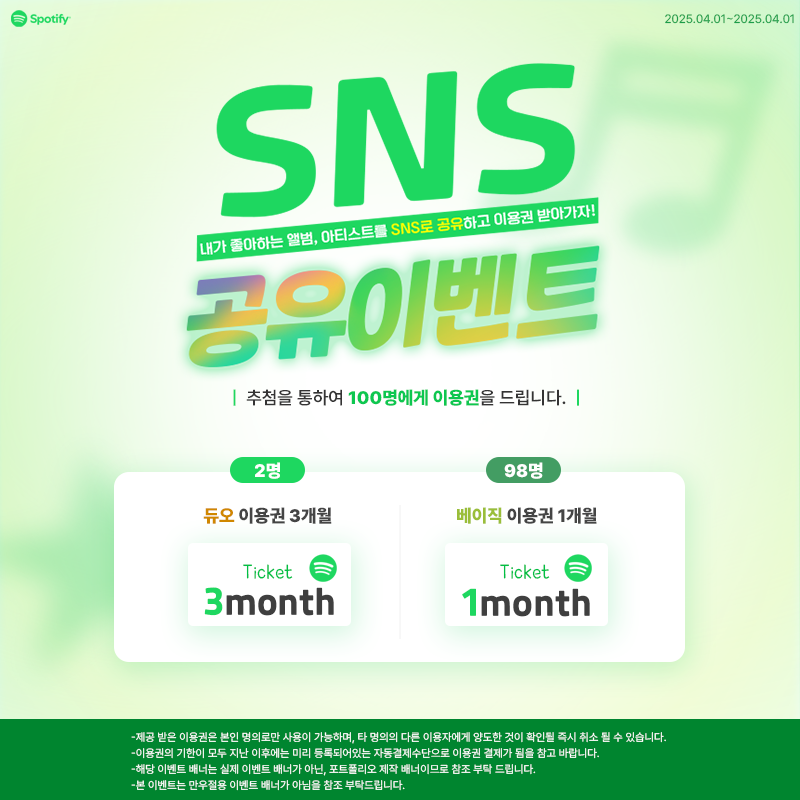 Spotify
2025.04.01~2025.04.01
SNS
내가 좋아하는 앨범, 아티스트를 SNS로 공유하고 이용권 받아가자!
공유이벤트
| 추첨을 통하여 100명에게 이용권을 드립니다. |
2명
98명
듀오 이용권 3개월
베이직 이용권 1개월
Ticket
3month
Ticket
1month
-제공 받은 이용권은 본인 명의로만 사용이 가능하며, 타 명의의 다른 이용자에게 양도한 것이 확인될 즉시 취소 될 수 있습니다.
-이용권의 기한이 모두 지난 이후에는 미리 등록되어있는 자동결제수단으로 이용권 결제가 됨을 참고 바랍니다.
-해당 이벤트 배너는 실제 이벤트 배너가 아닌, 포트폴리오 제작 배너이므로 참조 부탁 드립니다.
-본 이벤트는 만우절용 이벤트 배너가 아님을 참조 부탁드립니다.